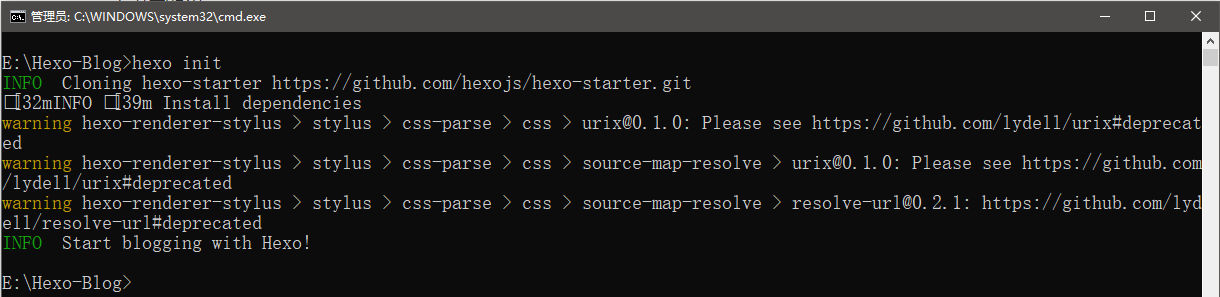 管理员: C:\WINDOWS\system32\cmd.exe
E:\Hexo-Blog>hexo init
INFO  Cloning hexo-starter https://github.com/hexojs/hexo-starter.git
□[32mINFO □[39m Install dependencies
warning hexo-renderer-stylus > stylus > css-parse > css > urix@0.1.0: Please see https://github.com/lydell/urix#deprecat
ed
warning hexo-renderer-stylus > stylus > css-parse > css > source-map-resolve > urix@0.1.0: Please see https://github.com
/lydell/urix#deprecated
warning hexo-renderer-stylus > stylus > css-parse > css > source-map-resolve > resolve-url@0.2.1: https://github.com/lyd
ell/resolve-url#deprecated
INFO  Start blogging with Hexo!
E:\Hexo-Blog>